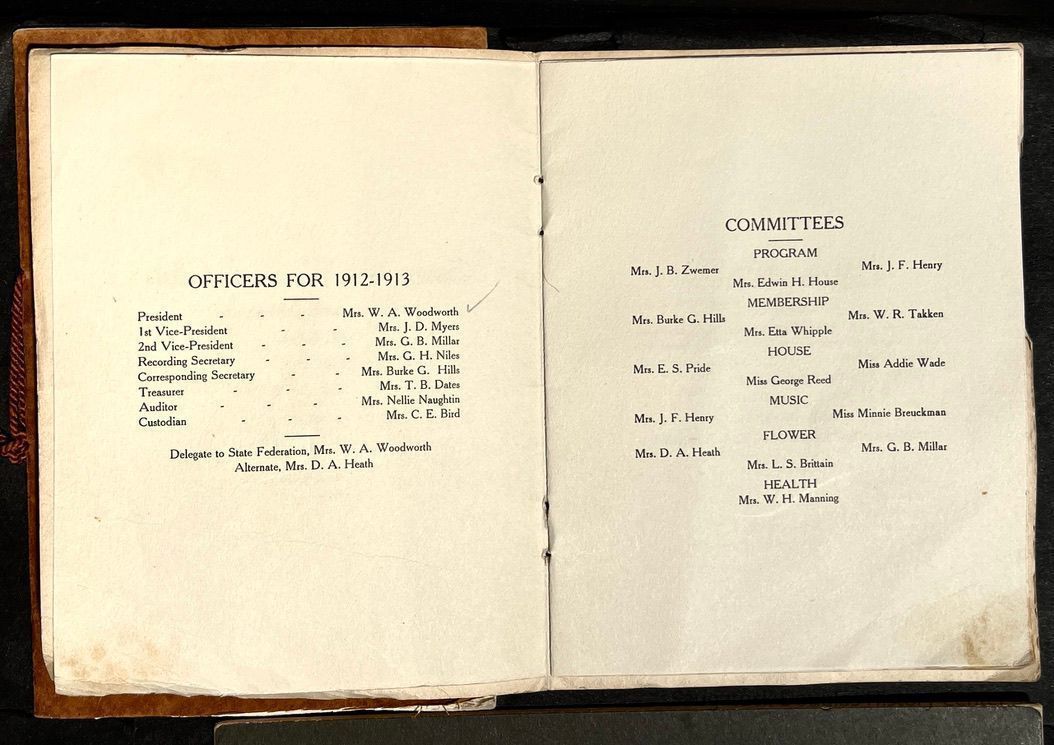 OFFICERS FOR 1912-1913
President - - - Mrs. W. A. Woodworth
1st Vice-President - - Mrs. J. D. Myers
2nd Vice-President - - - Mrs. G. B. Millar
Recording Secretary - - - Mrs. G. H. Niles
Corresponding Secretary - - Mrs. Burke G. Hills
Treasurer - - - Mrs. T. B. Dates
Auditor - - - Mrs. Nellie Naughtin
Custodian - - - Mrs. C. E. Bird
Delegate to State Federation, Mrs. W. A. Woodworth
Alternate, Mrs. D. A. Heath
COMMITTEES
PROGRAM
Mrs. J. B. Zwemer Mrs. J. F. Henry
Mrs. Edwin H. House
MEMBERSHIP
Mrs. Burke G. Hills Mrs. W. R. Takken
Mrs. Etta Whipple
HOUSE
Mrs. E. S. Pride Miss Addie Wade
Miss George Reed
MUSIC
Mrs. J. F. Henry Miss Minnie Breuckman
FLOWER
Mrs. D. A. Heath Mrs. G. B. Millar
Mrs. L. S. Brittain
HEALTH
Mrs. W. H. Manning